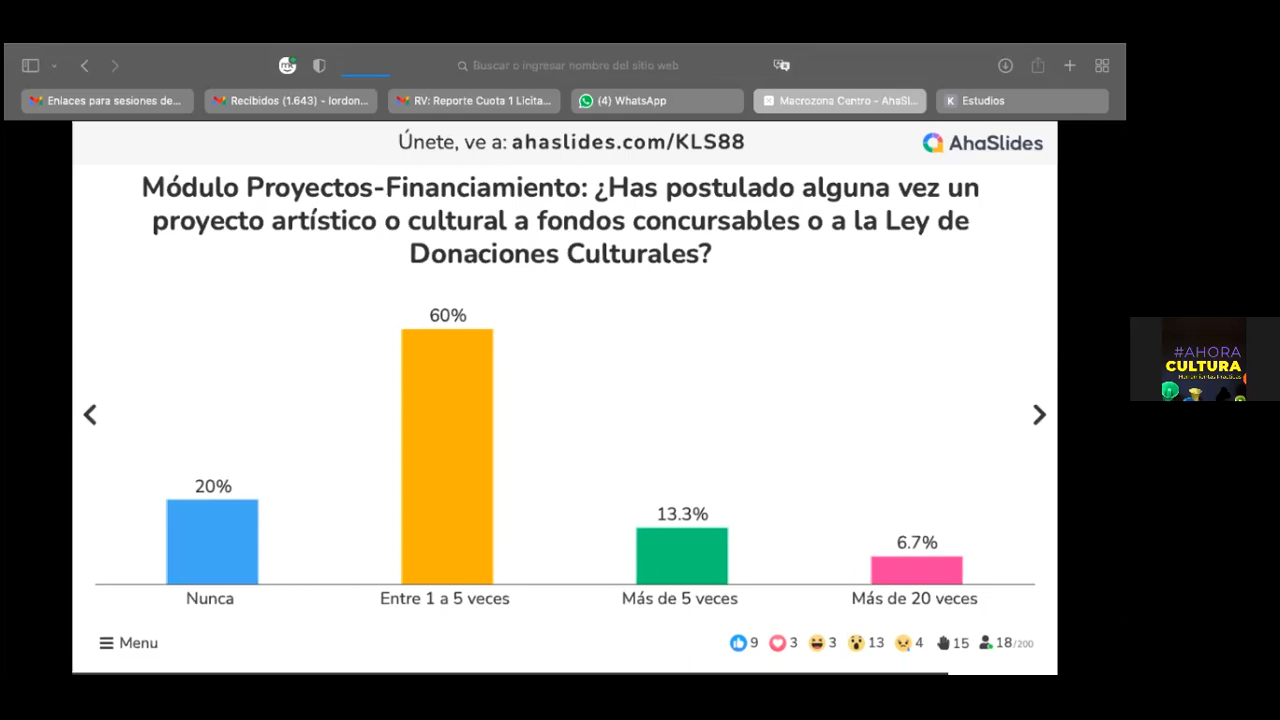 Buscar o ingresar nombre del sitio web
Enlaces para sesiones de...
Recibidos (1.643) - lordon...
RV: Reporte Cuota 1 Licita...
(4) WhatsApp
Macrozona Centro - AhaSl...
K Estudios
Únete, ve a: ahaslides.com/KLS88
AhaSlides
Módulo Proyectos-Financiamiento: ¿Has postulado alguna vez un
proyecto artístico o cultural a fondos concursables o a la Ley de
Donaciones Culturales?
60%
20%
13.3%
6.7%
Nunca
Entre 1 a 5 veces
Más de 5 veces
Más de 20 veces
Menu
9 3 3 13 4 15 18/200
#AHORA
CULTURA
Herramientas Prácticas